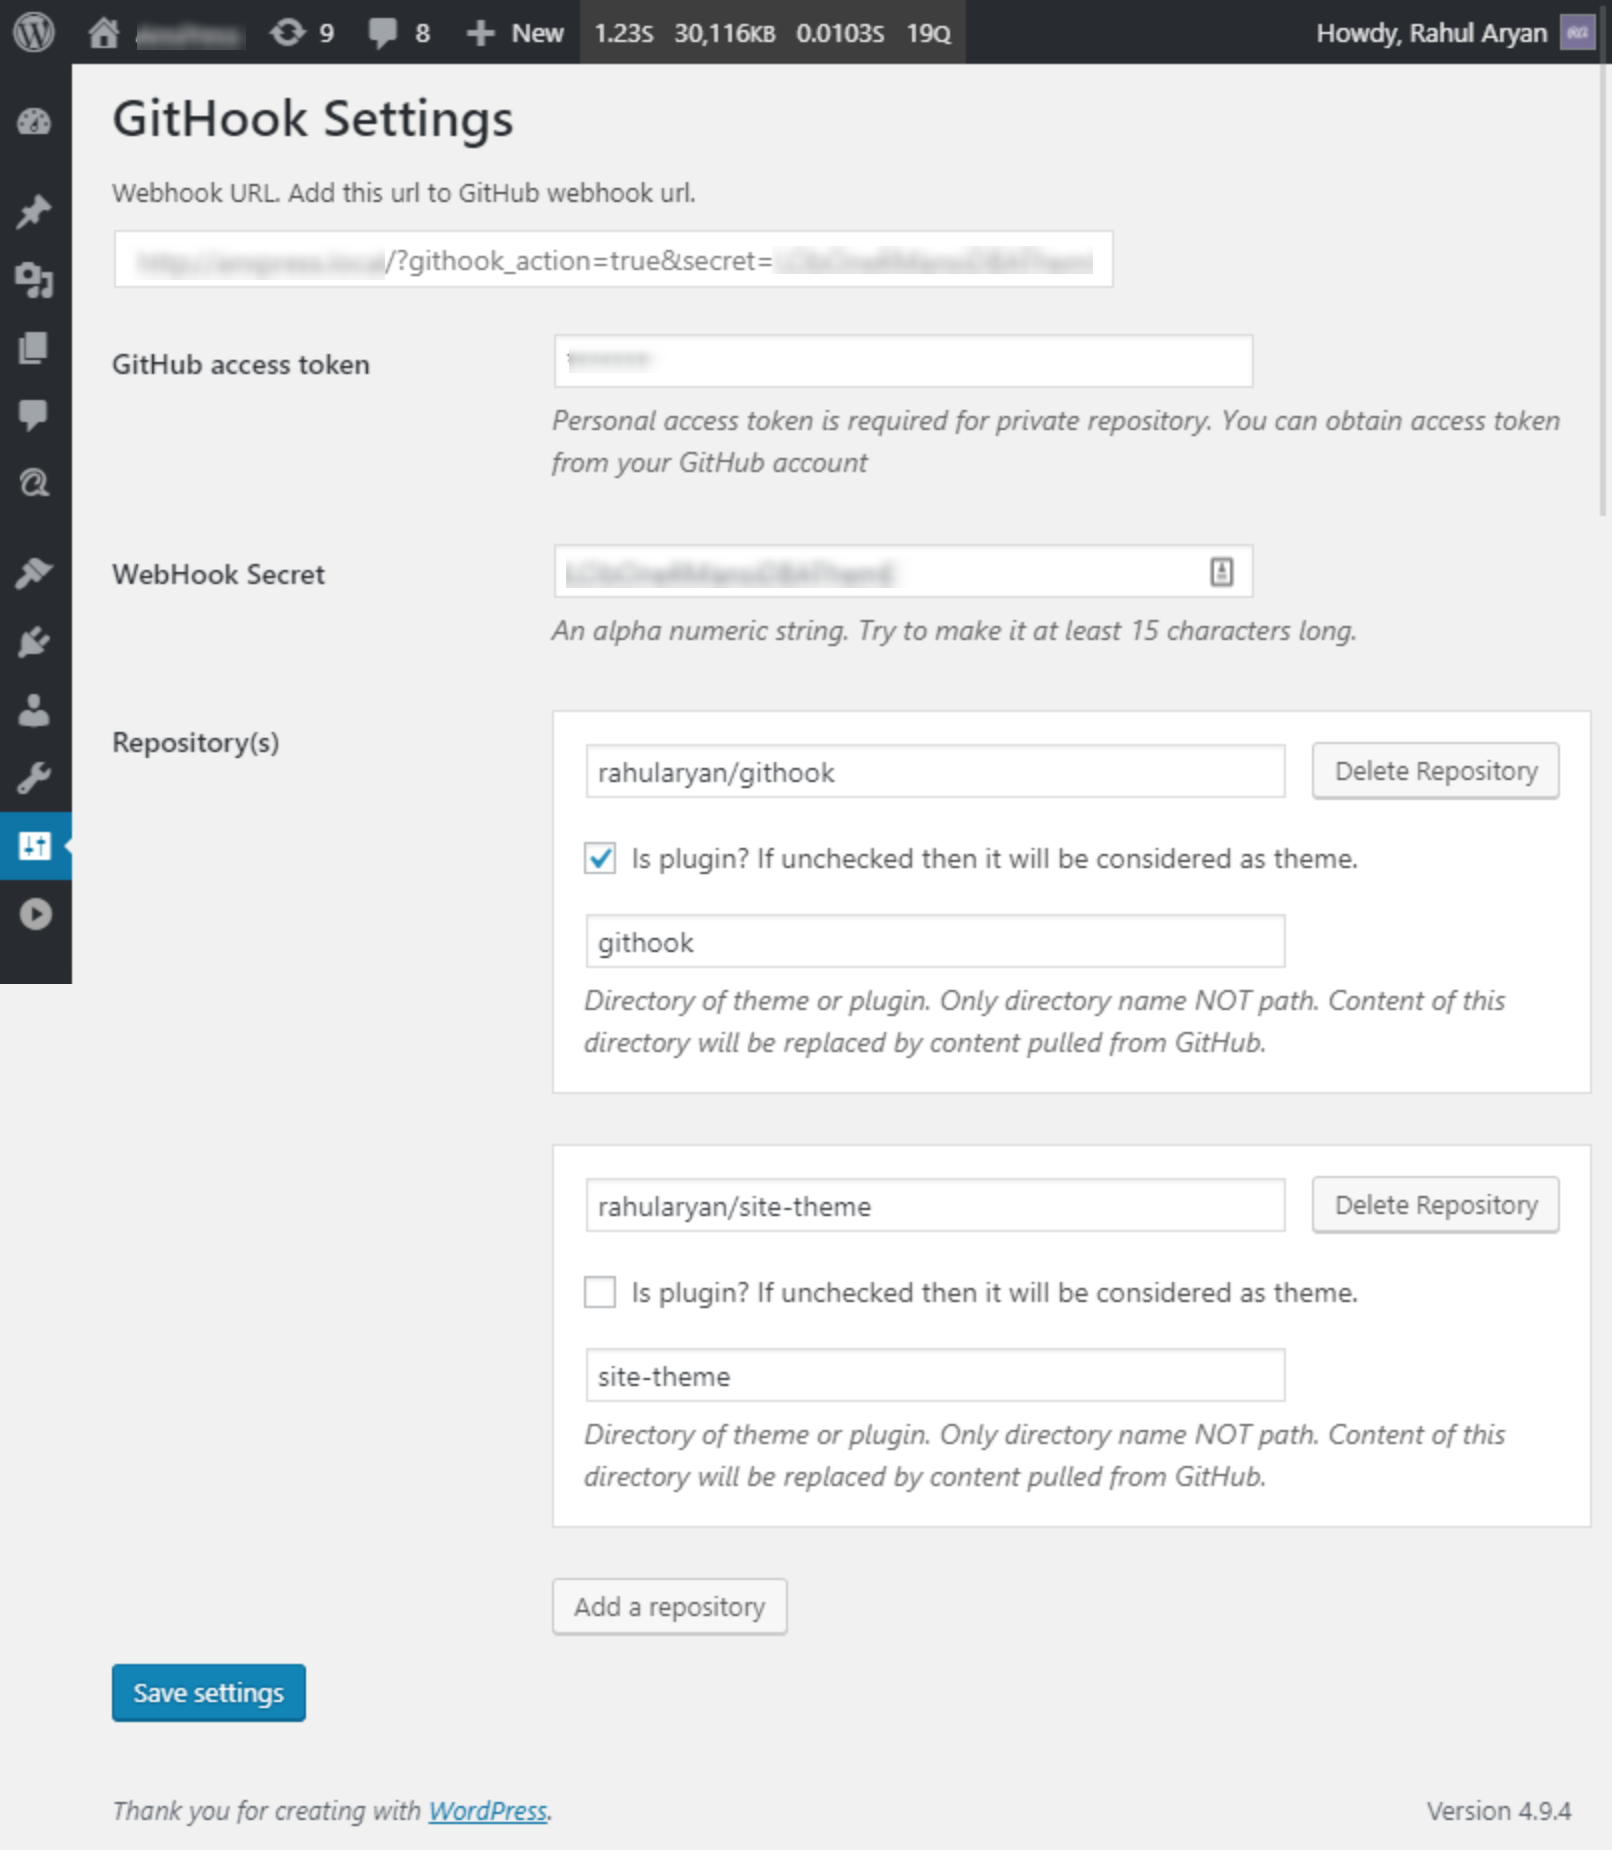 9 8 New 1.23S 30,116KB 0.0103S 19Q Howdy, Rahul Aryan
GitHook Settings
Webhook URL. Add this url to GitHub webhook url.
/?githook_action=true&secret=
GitHub access token
Personal access token is required for private repository. You can obtain access token
from your GitHub account
WebHook Secret
An alpha numeric string. Try to make it at least 15 characters long.
Repository(s)
rahularyan/githook Delete Repository
Is plugin? If unchecked then it will be considered as theme.
githook
Directory of theme or plugin. Only directory name NOT path. Content of this
directory will be replaced by content pulled from GitHub.
rahularyan/site-theme Delete Repository
Is plugin? If unchecked then it will be considered as theme.
site-theme
Directory of theme or plugin. Only directory name NOT path. Content of this
directory will be replaced by content pulled from GitHub.
Add a repository
Save settings
Thank you for creating with WordPress. Version 4.9.4